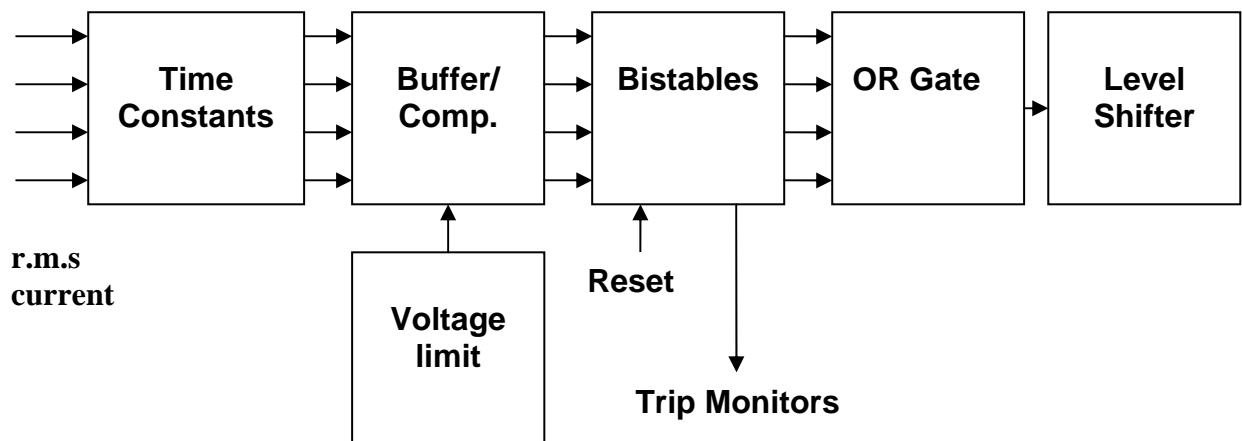 Time
Constants
Buffer/
Comp.
Bistables
OR Gate
Level
Shifter
r.m.s
current
Voltage
limit
Reset
Trip Monitors